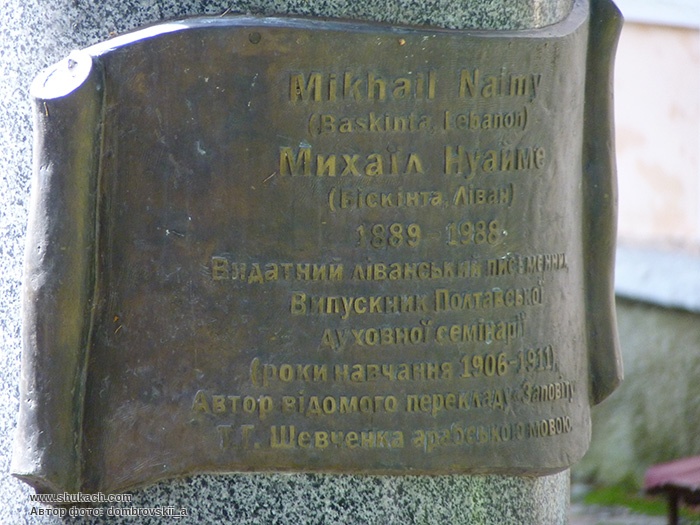 Mikhail Naimy
(Baskinta, Lebanon)
Михаїл Нуайме
(Біскінта, Ліван)
1889 - 1988
Видатний ліванський письменник,
Випускник Полтавської
духовної семінарії
(роки навчання 1906-1911).
Автор відомого перекладу „Заповіту”
Т.Г. Шевченка арабською мовою.
www.shukach.com
Автор фото: dombrovskii_a